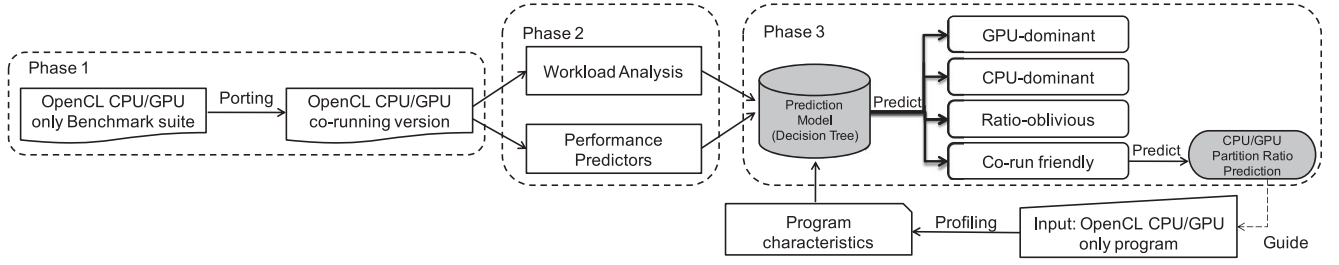 Phase 1
OpenCL CPU/GPU
only Benchmark suite
Porting
OpenCL CPU/GPU
co-running version
Phase 2
Workload Analysis
Performance
Predictors
Phase 3
Prediction
Model
(Decision Tree)
Predict
GPU-dominant
CPU-dominant
Ratio-oblivious
Co-run friendly
Predict
CPU/GPU
Partition Ratio
Prediction
Program
characteristics
Profiling
Input: OpenCL CPU/GPU
only program
Guide